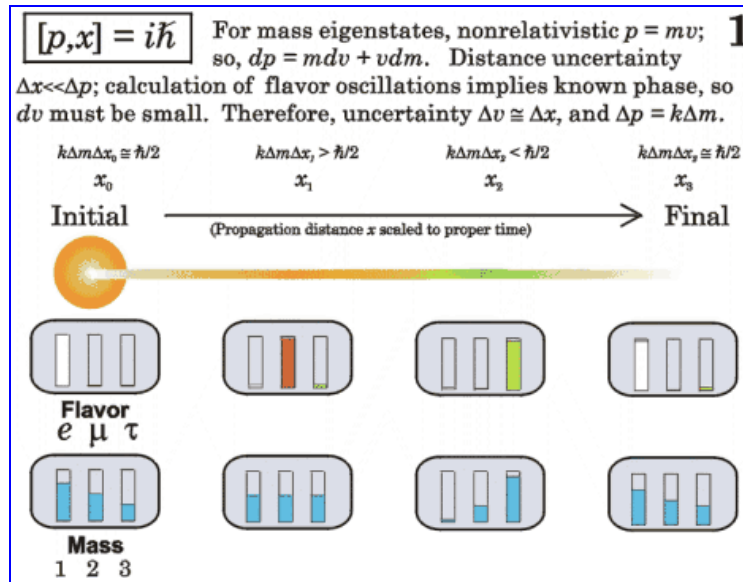 [p,x] = iħ
For mass eigenstates, nonrelativistic p = mv;
1
so, dp = mdv + vdm. Distance uncertainty
Δx<<Δp; calculation of flavor oscillations implies known phase, so
dv must be small. Therefore, uncertainty Δv ≅ Δx, and Δp = kΔm.
kΔmΔx₀ ≅ ħ/2 kΔmΔx₁ > ħ/2 kΔmΔx₂ < ħ/2 kΔmΔx₃ ≅ ħ/2
x₀ x₁ x₂ x₃
Initial Final
(Propagation distance x scaled to proper time)
Flavor
e μ τ
Mass
1 2 3